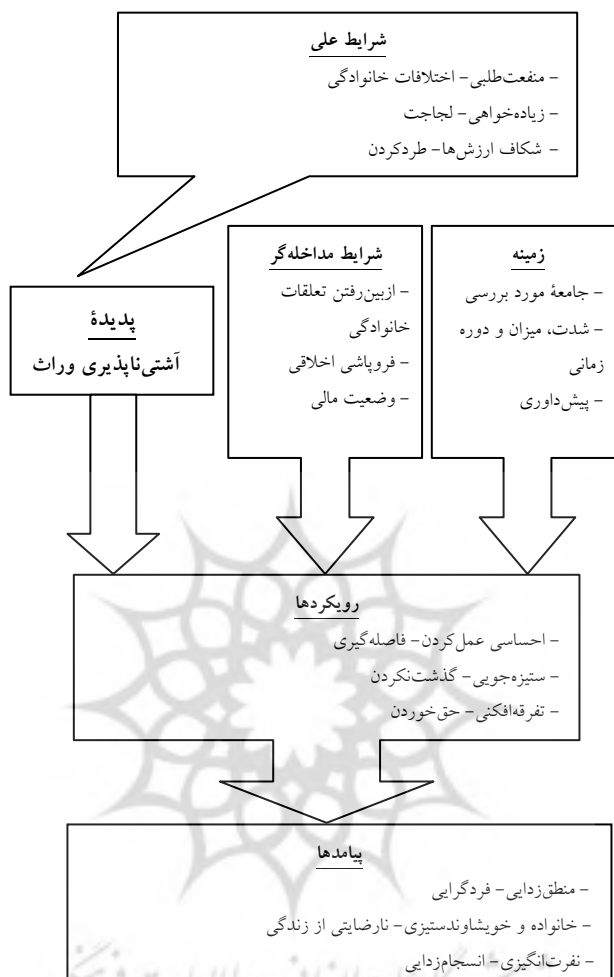 شرایط علی
- منفعت‌طلبی- اختلافات خانوادگی
- زیاده‌خواهی- لجاجت
- شکاف ارزش‌ها- طردکردن
زمینه
- جامعهٔ مورد بررسی
- شدت، میزان و دوره
زمانی
- پیش‌داوری
شرایط مداخله‌گر
- ازبین‌رفتن تعلقات
خانوادگی
- فروپاشی اخلاقی
- وضعیت مالی
پدیدهٔ
آشتی‌ناپذیری وراث
رویکردها
- احساسی عمل‌کردن- فاصله‌گیری
- ستیزه‌جویی- گذشت‌نکردن
- تفرقه‌افکنی- حق‌خوردن
پیامدها
- منطق‌زدایی- فردگرایی
- خانواده و خویشاوندستیزی- نارضایتی از زندگی
- نفرت‌انگیزی- انسجام‌زدایی